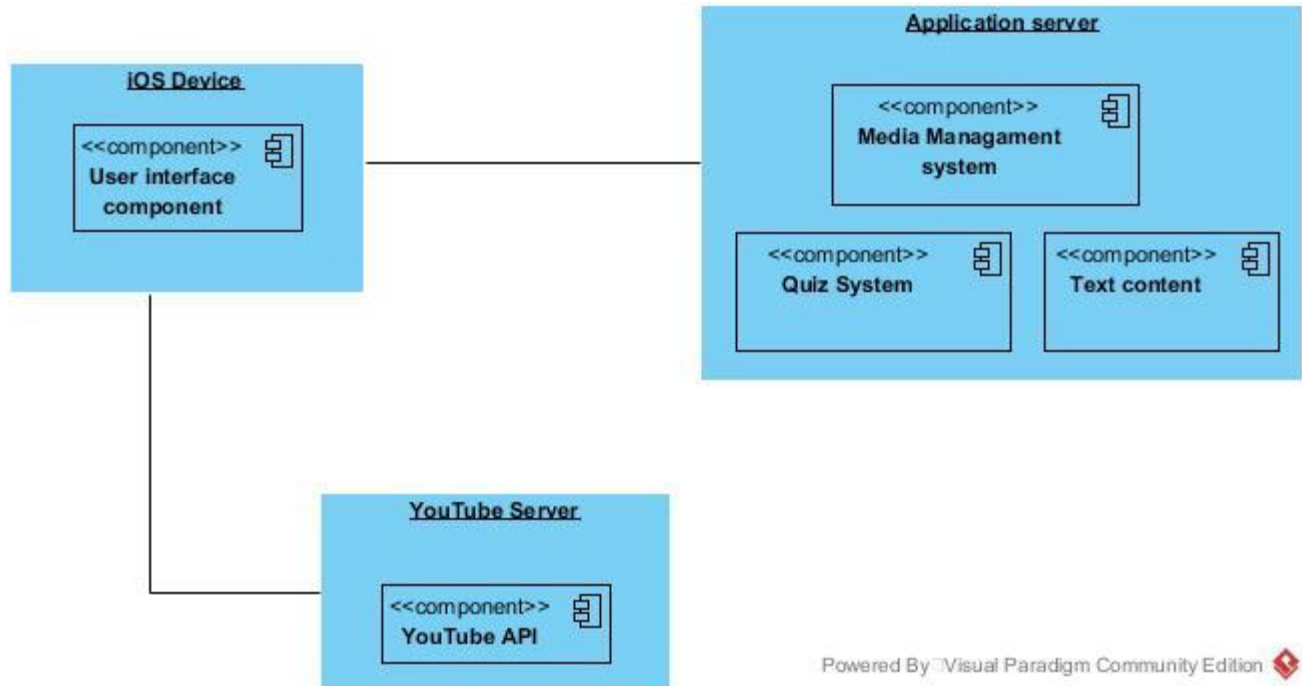 Application server
iOS Device
<<component>>
Media Managament
system
<<component>>
User interface
component
<<component>>
Quiz System
<<component>>
Text content
YouTube Server
<<component>>
YouTube API
Powered By Visual Paradigm Community Edition